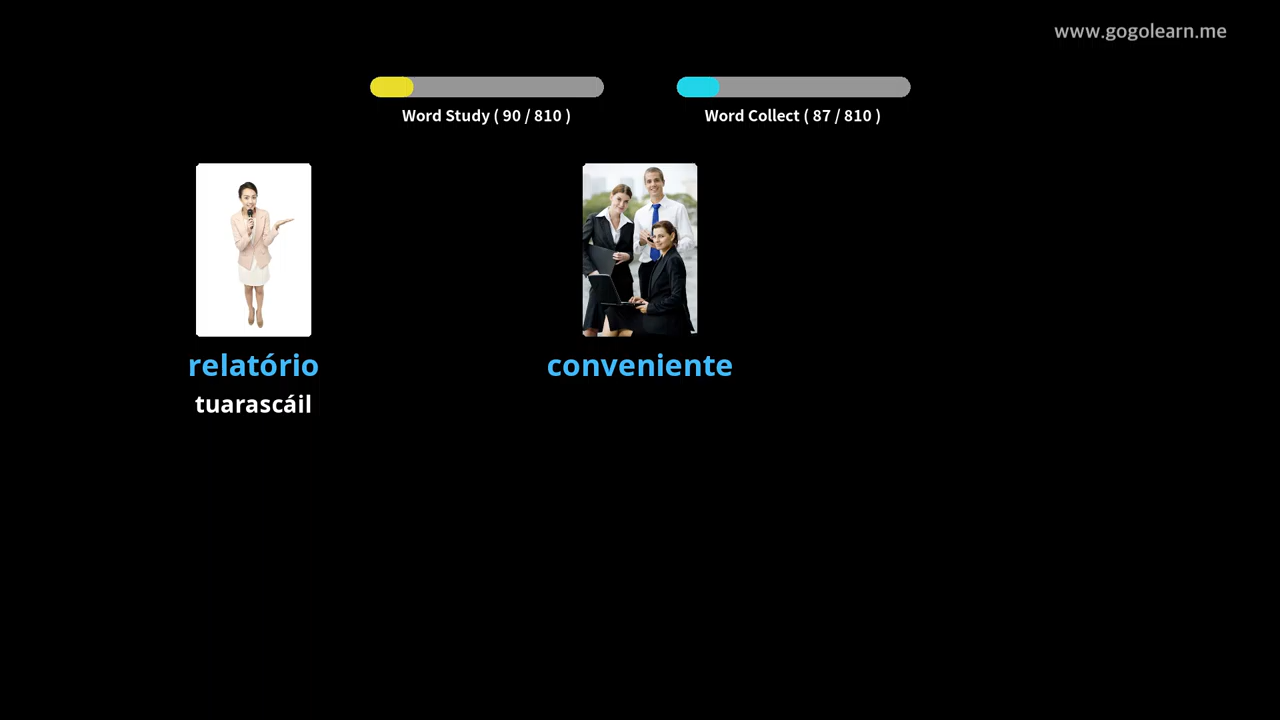 www.gogolearn.me
Word Study ( 90 / 810 )
Word Collect ( 87 / 810 )
relatório
tuarascáil
conveniente